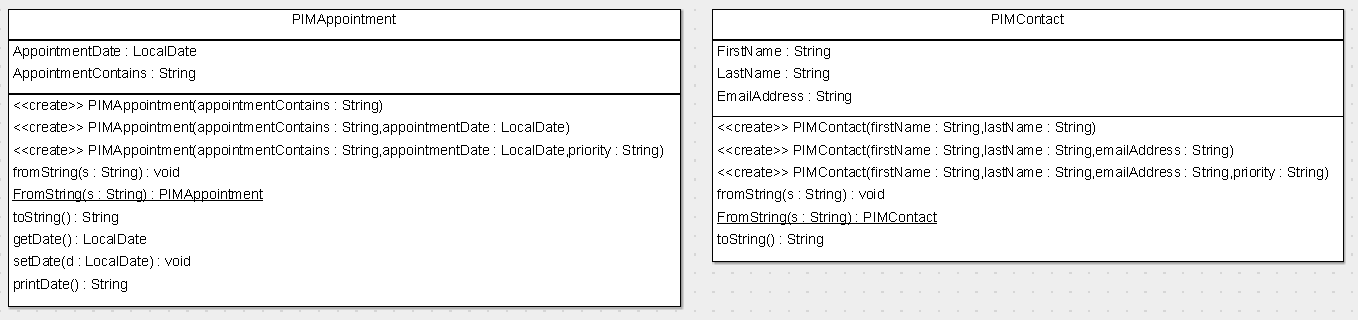 PIMAppointment
AppointmentDate : LocalDate
AppointmentContains : String
<<create>> PIMAppointment(appointmentContains : String)
<<create>> PIMAppointment(appointmentContains : String,appointmentDate : LocalDate)
<<create>> PIMAppointment(appointmentContains : String,appointmentDate : LocalDate,priority : String)
fromString(s : String) : void
FromString(s : String) : PIMAppointment
toString() : String
getDate() : LocalDate
setDate(d : LocalDate) : void
printDate() : String
PIMContact
FirstName : String
LastName : String
EmailAddress : String
<<create>> PIMContact(firstName : String,lastName : String)
<<create>> PIMContact(firstName : String,lastName : String,emailAddress : String)
<<create>> PIMContact(firstName : String,lastName : String,emailAddress : String,priority : String)
fromString(s : String) : void
FromString(s : String) : PIMContact
toString() : String